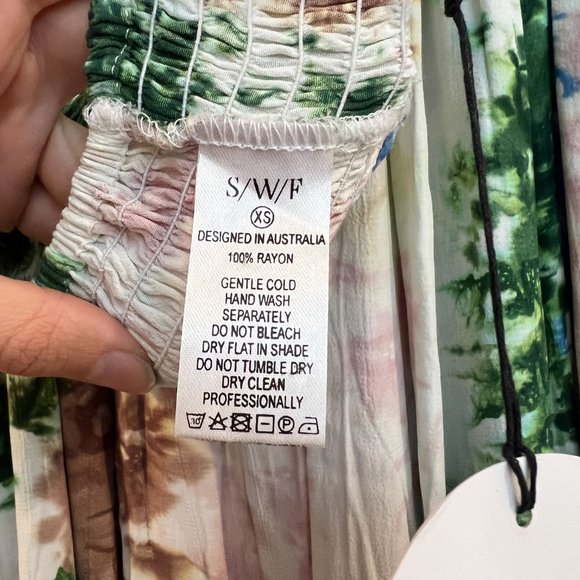 S/W/F
XS
DESIGNED IN AUSTRALIA
100% RAYON
GENTLE COLD
HAND WASH
SEPARATELY
DO NOT BLEACH
DRY FLAT IN SHADE
DO NOT TUMBLE DRY
DRY CLEAN
PROFESSIONALLY